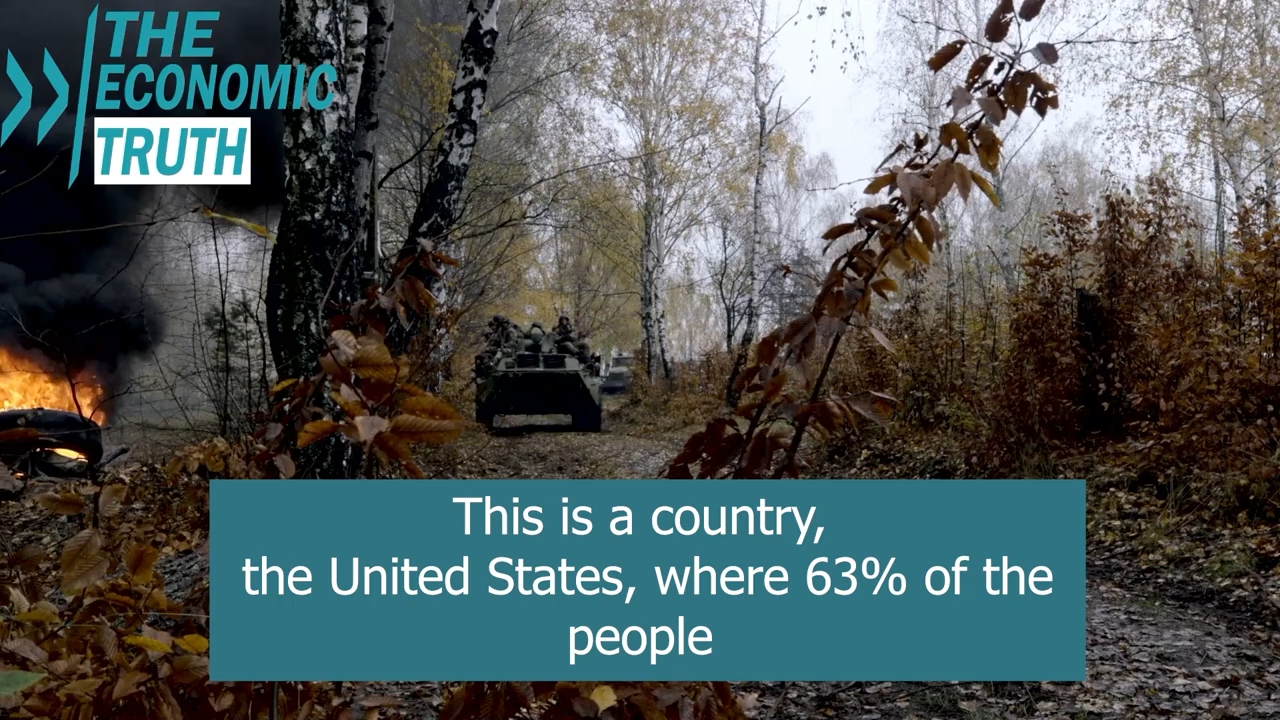 THE
ECONOMIC
TRUTH
This is a country,
the United States, where 63% of the
people